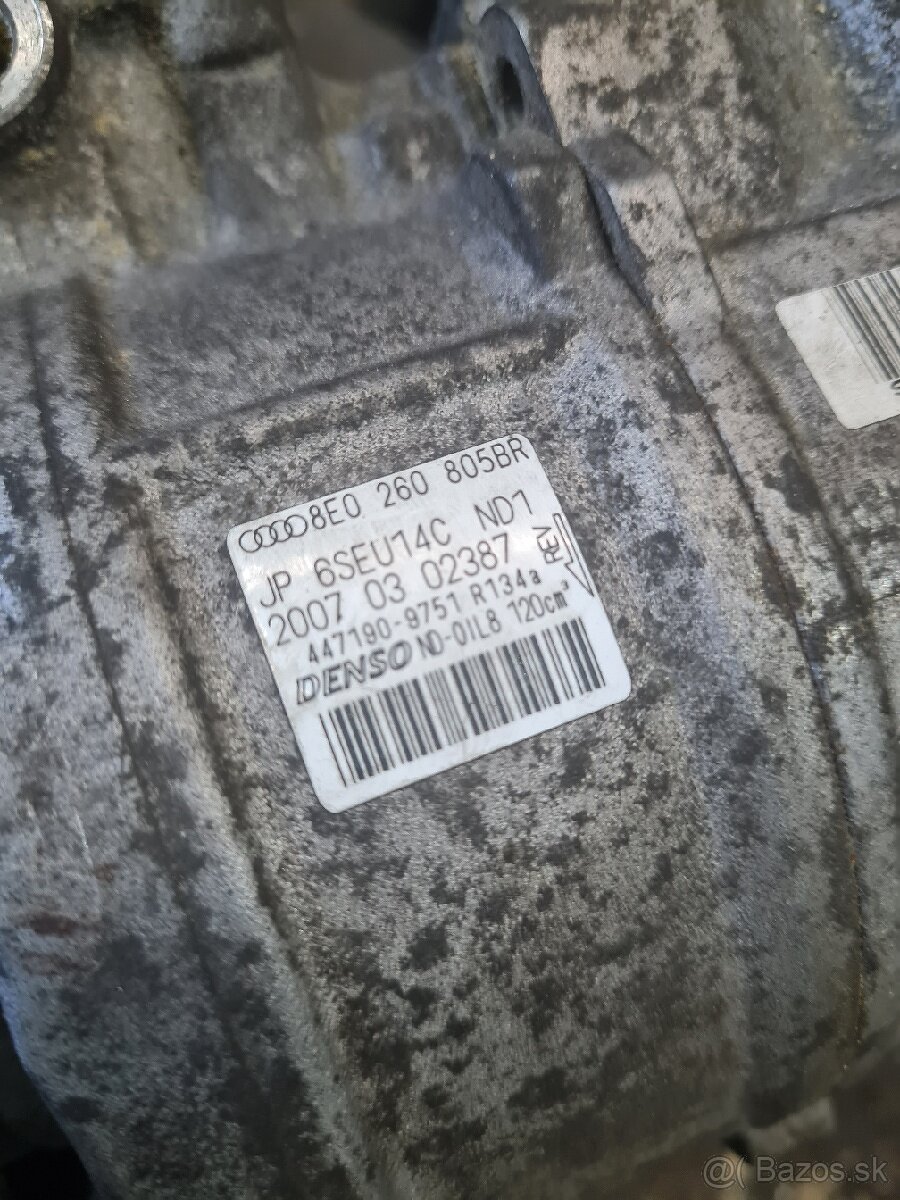 8E0 260 805BR
JP 6SEU14C ND1
2007 03 02387 REV
447190-9751 R134a
DENSO ND-OIL8 120cm³
@( Bazos.sk